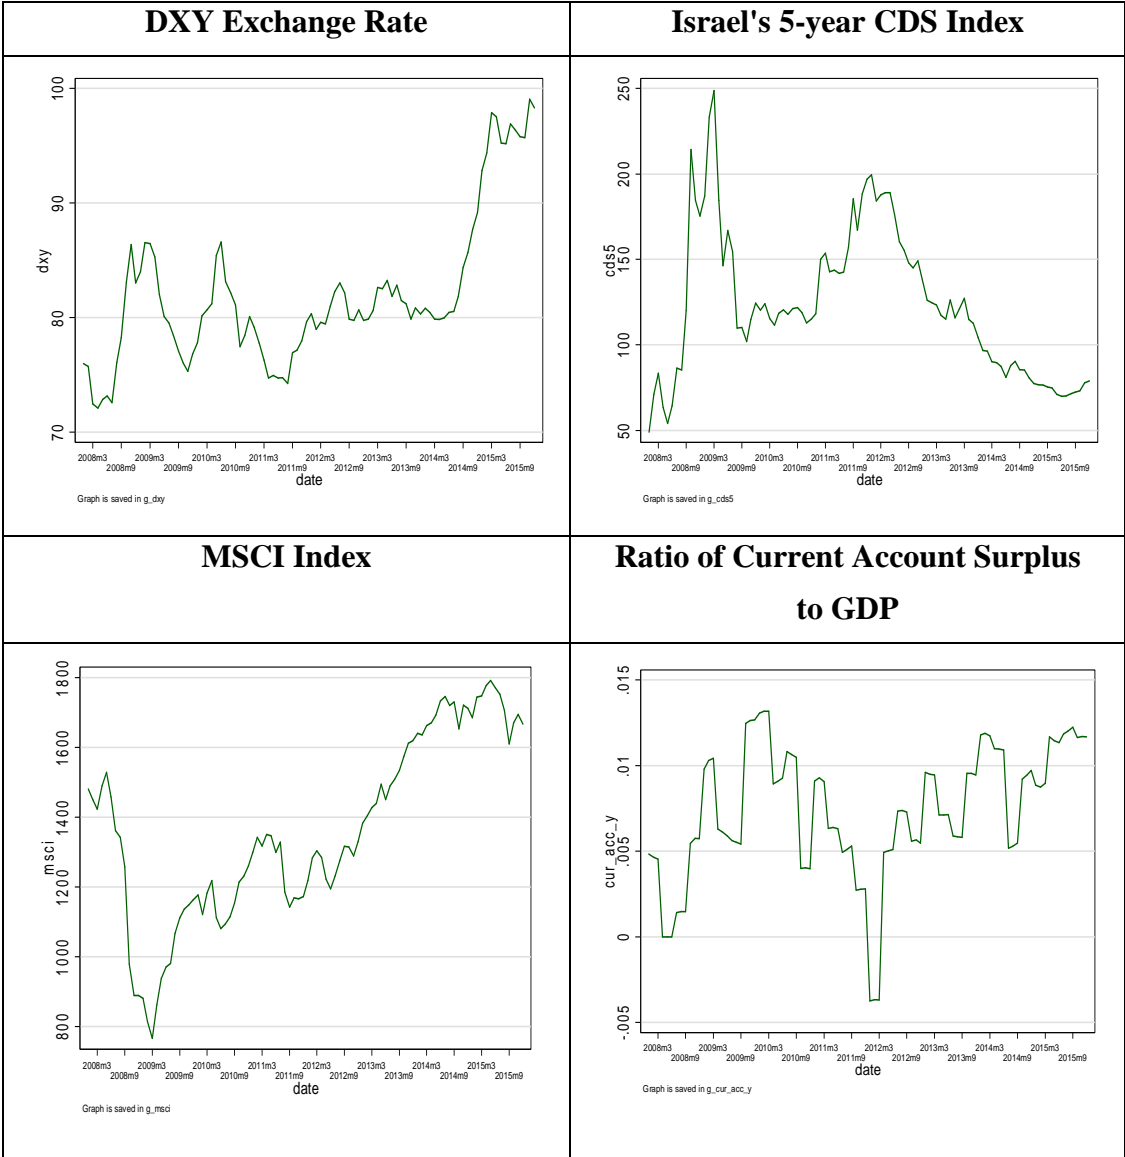 DXY Exchange Rate
Israel's 5-year CDS Index
100
90
80
70
dxy
2008m3 2009m3 2010m3 2011m3 2012m3 2013m3 2014m3 2015m3
2008m9 2009m9 2010m9 2011m9 2012m9 2013m9 2014m9 2015m9
date
Graph is saved in g_dxy
250
200
150
100
50
cds5
2008m3 2009m3 2010m3 2011m3 2012m3 2013m3 2014m3 2015m3
2008m9 2009m9 2010m9 2011m9 2012m9 2013m9 2014m9 2015m9
date
Graph is saved in g_cds5
MSCI Index
Ratio of Current Account Surplus
to GDP
1800
1600
1400
1200
1000
800
msci
2008m3 2009m3 2010m3 2011m3 2012m3 2013m3 2014m3 2015m3
2008m9 2009m9 2010m9 2011m9 2012m9 2013m9 2014m9 2015m9
date
Graph is saved in g_msci
.015
.01
.005
0
-.005
cur_acc_y
2008m3 2009m3 2010m3 2011m3 2012m3 2013m3 2014m3 2015m3
2008m9 2009m9 2010m9 2011m9 2012m9 2013m9 2014m9 2015m9
date
Graph is saved in g_cur_acc_y